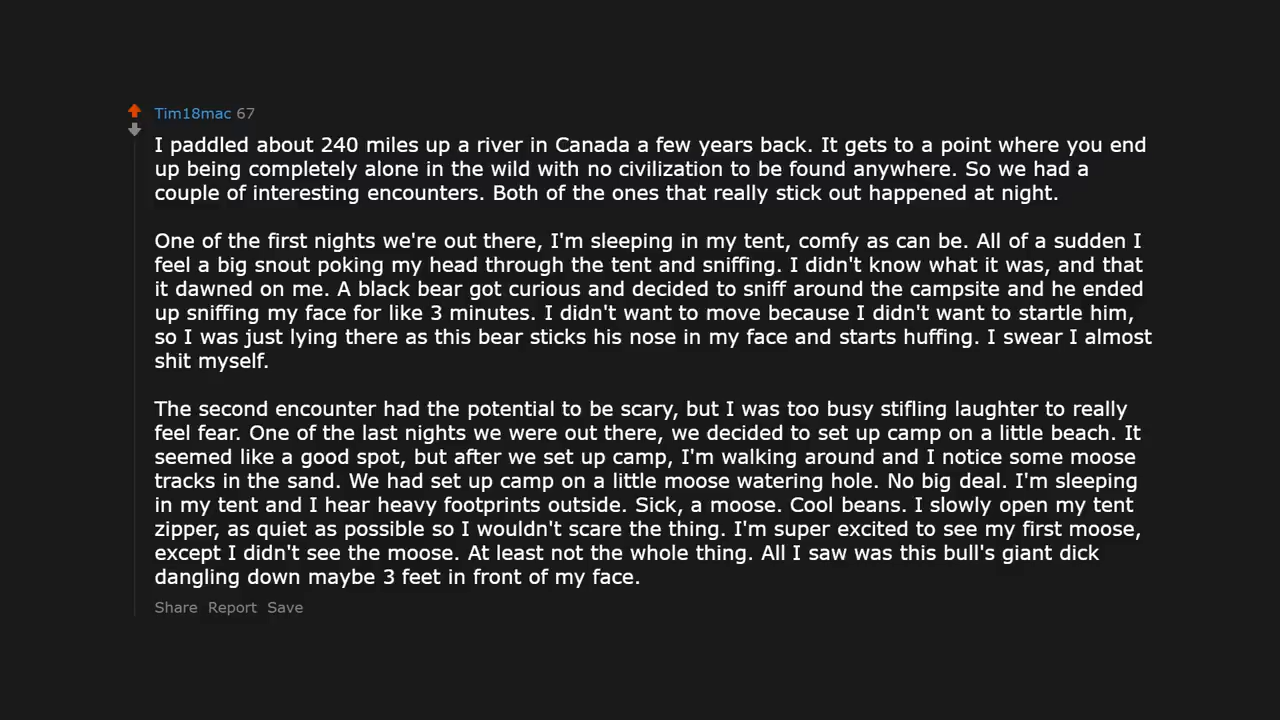 Tim18mac 67
I paddled about 240 miles up a river in Canada a few years back. It gets to a point where you end
up being completely alone in the wild with no civilization to be found anywhere. So we had a
couple of interesting encounters. Both of the ones that really stick out happened at night.
One of the first nights we're out there, I'm sleeping in my tent, comfy as can be. All of a sudden I
feel a big snout poking my head through the tent and sniffing. I didn't know what it was, and that
it dawned on me. A black bear got curious and decided to sniff around the campsite and he ended
up sniffing my face for like 3 minutes. I didn't want to move because I didn't want to startle him,
so I was just lying there as this bear sticks his nose in my face and starts huffing. I swear I almost
shit myself.
The second encounter had the potential to be scary, but I was too busy stifling laughter to really
feel fear. One of the last nights we were out there, we decided to set up camp on a little beach. It
seemed like a good spot, but after we set up camp, I'm walking around and I notice some moose
tracks in the sand. We had set up camp on a little moose watering hole. No big deal. I'm sleeping
in my tent and I hear heavy footprints outside. Sick, a moose. Cool beans. I slowly open my tent
zipper, as quiet as possible so I wouldn't scare the thing. I'm super excited to see my first moose,
except I didn't see the moose. At least not the whole thing. All I saw was this bull's giant dick
dangling down maybe 3 feet in front of my face.
Share Report Save